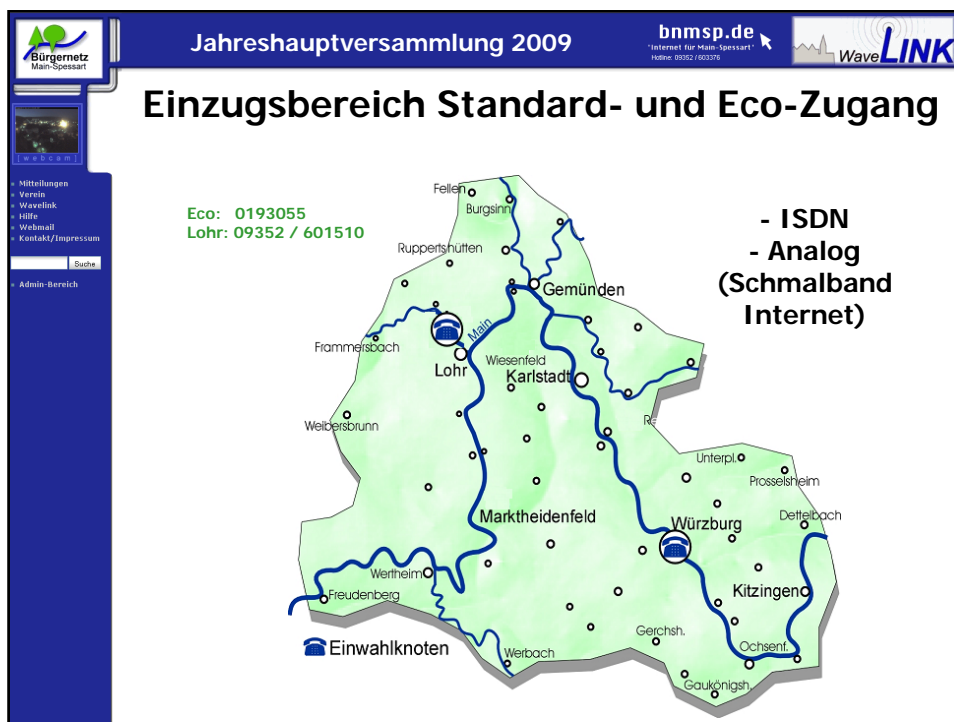 Bürgernetz
Main-Spessart
Jahreshauptversammlung 2009
bnmsp.de
"Internet für Main-Spessart"
Hotline: 09352 / 603376
WaveLINK
[webcam]
Mitteilungen
Verein
Wavelink
Hilfe
Webmail
Kontakt/Impressum
Suche
Admin-Bereich
Einzugsbereich Standard- und Eco-Zugang
Eco: 0193055
Lohr: 09352 / 601510
- ISDN
- Analog
(Schmalband
Internet)
Fellen
Burgsinn
Ruppertshütten
Gemünden
Main
Frammersbach
Lohr
Wiesenfeld
Karlstadt
Weibersbrunn
Re
Unterpl.
Prosselsheim
Marktheidenfeld
Würzburg
Dettelbach
Wertheim
Freudenberg
Kitzingen
Gerchsh.
Ochsenf.
Werbach
Gaukönigsh.
Einwahlknoten